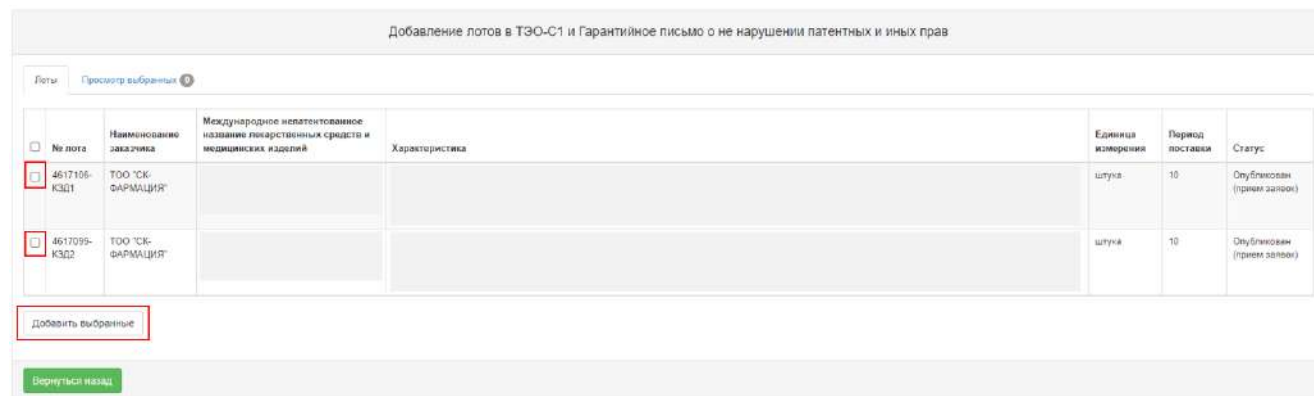 Добавление лотов в ТЭО-С1 и Гарантийное письмо о не нарушении патентных и иных прав
Лоты Просмотр выбранных 0
№ лота
Наименование
заказчика
Международное непатентованное
название лекарственных средств и
медицинских изделий
Характеристика
Единица
измерения
Период
поставки
Статус
4617106-
КЗД1
ТОО "СК-
ФАРМАЦИЯ"
штука
10
Опубликован
(прием заявок)
4617099-
КЗД2
ТОО "СК-
ФАРМАЦИЯ"
штука
10
Опубликован
(прием заявок)
Добавить выбранные
Вернуться назад